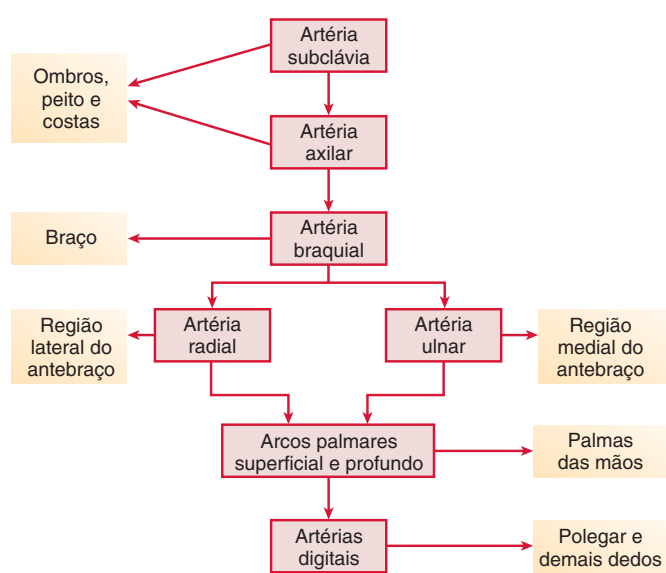 Artéria
subclávia
Ombros,
peito e
costas
Artéria
axilar
Braço
Artéria
braquial
Região
lateral do
antebraço
Artéria
radial
Artéria
ulnar
Região
medial do
antebraço
Arcos palmares
superficial e profundo
Palmas
das mãos
Artérias
digitais
Polegar e
demais dedos